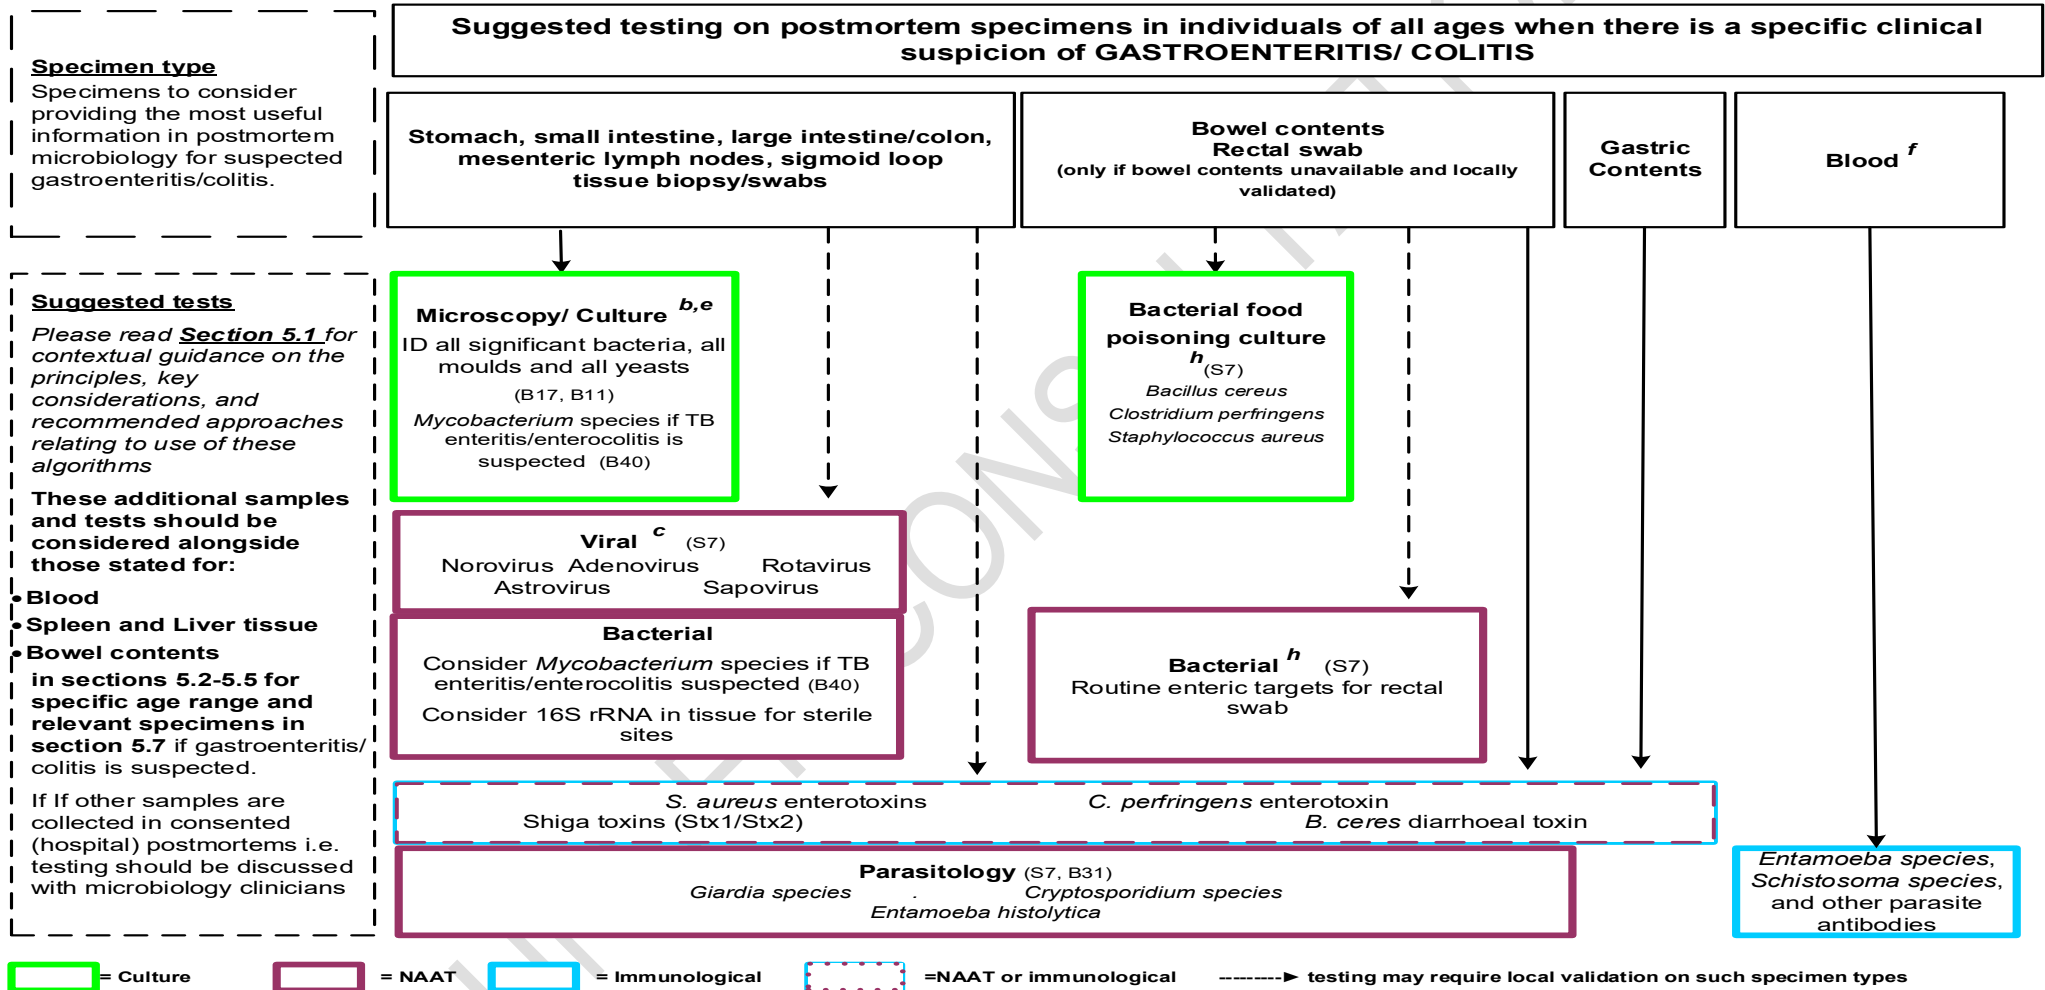 Suggested testing on postmortem specimens in individuals of all ages when there is a specific clinical
suspicion of GASTROENTERITIS/ COLITIS
Specimen type
Specimens to consider
providing the most useful
information in postmortem
microbiology for suspected
gastroenteritis/colitis.
Stomach, small intestine, large intestine/colon,
mesenteric lymph nodes, sigmoid loop
tissue biopsy/swabs
Bowel contents
Rectal swab
(only if bowel contents unavailable and locally
validated)
Gastric
Contents
Blood f
Suggested tests
Please read Section 5.1 for
contextual guidance on the
principles, key
considerations, and
recommended approaches
relating to use of these
algorithms
These additional samples
and tests should be
considered alongside
those stated for:
•Blood
•Spleen and Liver tissue
•Bowel contents
in sections 5.2-5.5 for
specific age range and
relevant specimens in
section 5.7 if gastroenteritis/
colitis is suspected.
If If other samples are
collected in consented
(hospital) postmortems i.e.
testing should be discussed
with microbiology clinicians
Microscopy/ Culture b,e
ID all significant bacteria, all
moulds and all yeasts
(B17, B11)
Mycobacterium species if TB
enteritis/enterocolitis is
suspected (B40)
Bacterial food
poisoning culture
h (S7)
Bacillus cereus
Clostridium perfringens
Staphylococcus aureus
Viral c (S7)
Norovirus Adenovirus Rotavirus
Astrovirus Sapovirus
Bacterial
Consider Mycobacterium species if TB
enteritis/enterocolitis suspected (B40)
Consider 16S rRNA in tissue for sterile
sites
Bacterial h (S7)
Routine enteric targets for rectal
swab
S. aureus enterotoxins C. perfringens enterotoxin
Shiga toxins (Stx1/Stx2) B. ceres diarrhoeal toxin
Parasitology (S7, B31)
Giardia species . Cryptosporidium species
Entamoeba histolytica
Entamoeba species,
Schistosoma species,
and other parasite
antibodies
= Culture = NAAT = Immunological =NAAT or immunological testing may require local validation on such specimen types